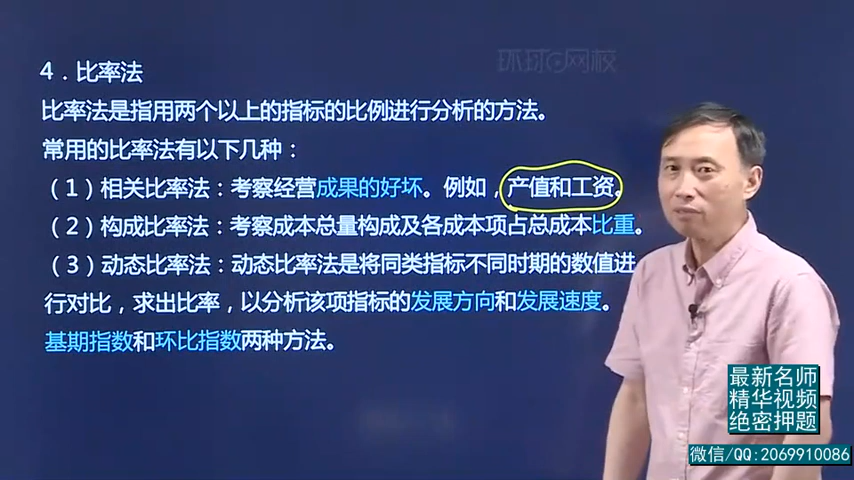 环球网校
4．比率法
比率法是指用两个以上的指标的比例进行分析的方法。
常用的比率法有以下几种：
（1）相关比率法：考察经营成果的好坏。例如，产值和工资。
（2）构成比率法：考察成本总量构成及各成本项占总成本比重。
（3）动态比率法：动态比率法是将同类指标不同时期的数值进
行对比，求出比率，以分析该项指标的发展方向和发展速度。
基期指数和环比指数两种方法。
最新名师
精华视频
绝密押题
微信/QQ:2069910086